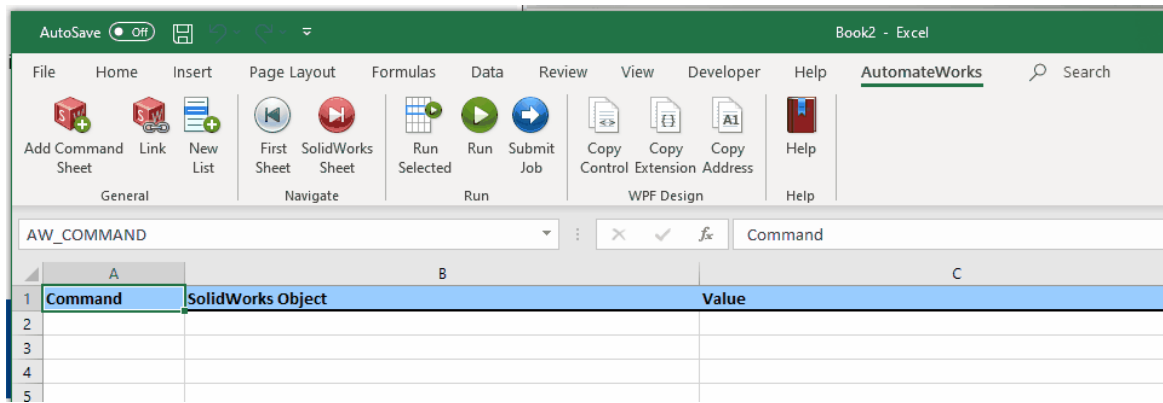 AutoSave Off Book2 - Excel
File Home Insert Page Layout Formulas Data Review View Developer Help AutomateWorks Search
Add Command Sheet Link New List First Sheet SolidWorks Sheet Run Selected Run Submit Job Copy Control Copy Extension Copy Address Help
General Navigate Run WPF Design Help
AW_COMMAND fx Command
A B C
1 Command SolidWorks Object Value
2
3
4
5